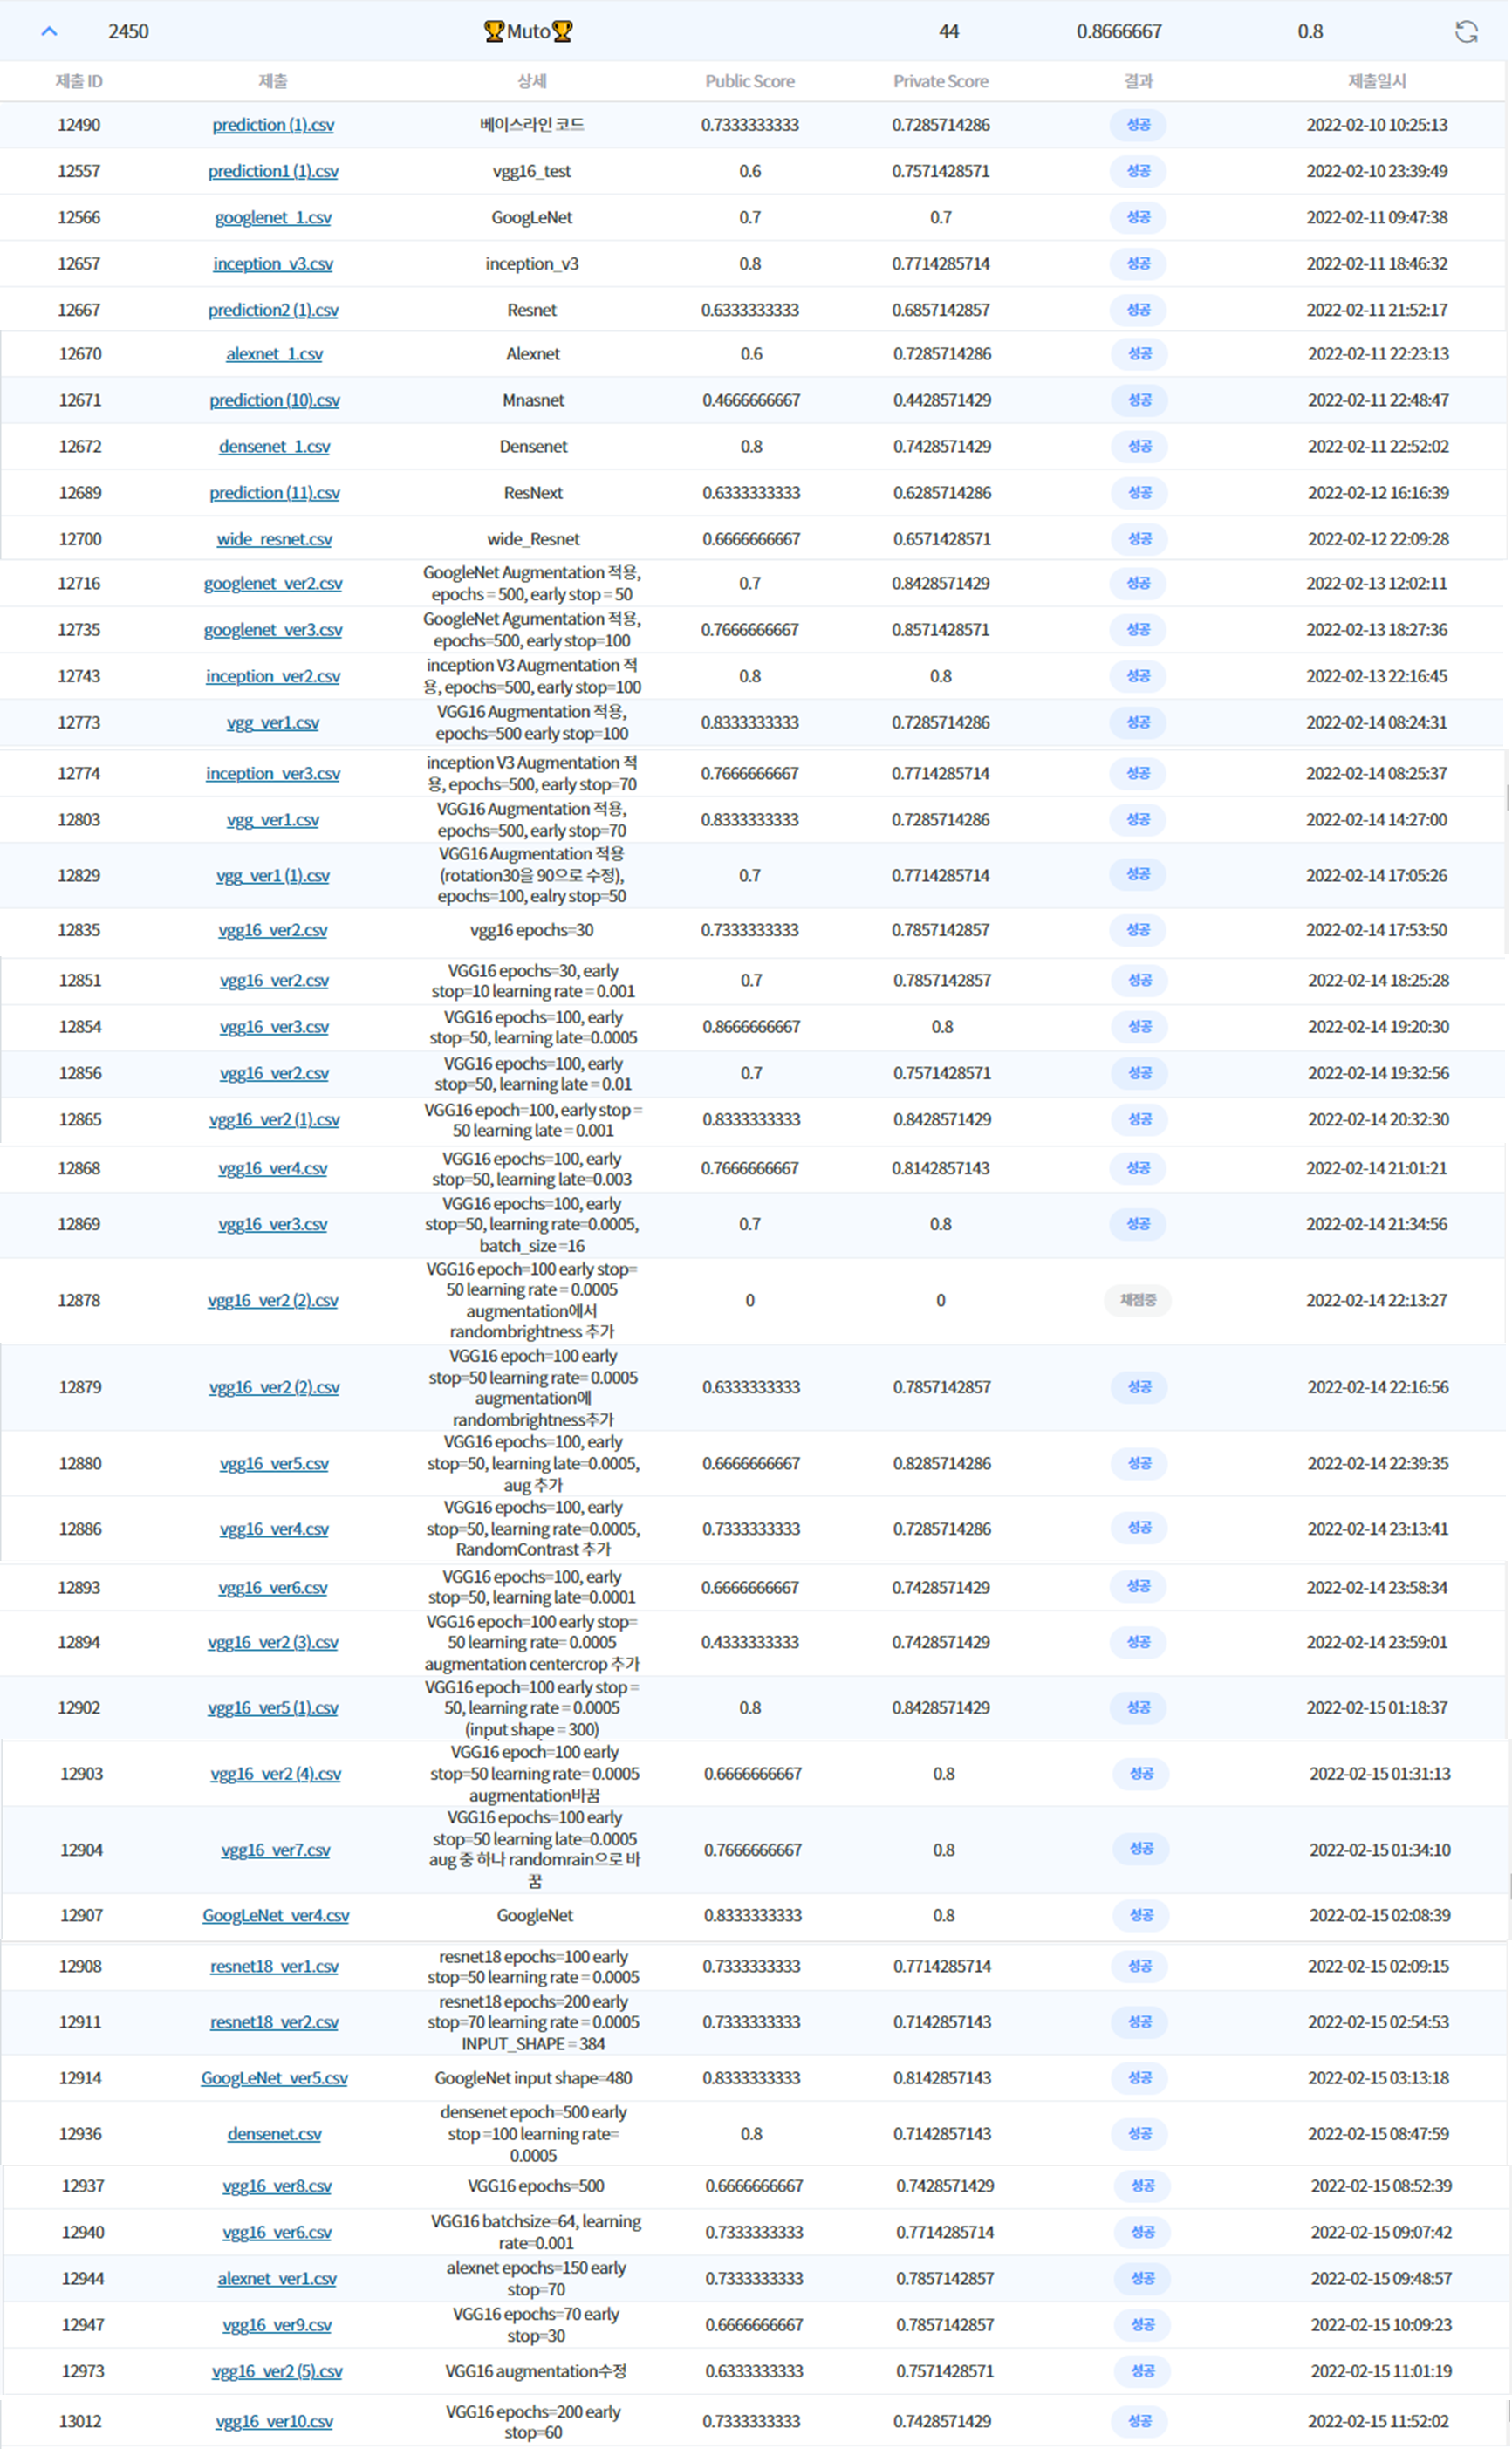 2450 🏆Muto🏆 44 0.8666667 0.8
제출 ID 제출 상세 Public Score Private Score 결과 제출일시
12490 prediction (1).csv 베이스라인 코드 0.7333333333 0.7285714286 성공 2022-02-10 10:25:13
12557 prediction1 (1).csv vgg16_test 0.6 0.7571428571 성공 2022-02-10 23:39:49
12566 googlenet_1.csv GoogLeNet 0.7 0.7 성공 2022-02-11 09:47:38
12657 inception_v3.csv inception_v3 0.8 0.7714285714 성공 2022-02-11 18:46:32
12667 prediction2 (1).csv Resnet 0.6333333333 0.6857142857 성공 2022-02-11 21:52:17
12670 alexnet_1.csv Alexnet 0.6 0.7285714286 성공 2022-02-11 22:23:13
12671 prediction (10).csv Mnasnet 0.4666666667 0.4428571429 성공 2022-02-11 22:48:47
12672 densenet_1.csv Densenet 0.8 0.7428571429 성공 2022-02-11 22:52:02
12689 prediction (11).csv ResNext 0.6333333333 0.6285714286 성공 2022-02-12 16:16:39
12700 wide_resnet.csv wide_Resnet 0.6666666667 0.6571428571 성공 2022-02-12 22:09:28
GoogleNet Augmentation 적용,
12716 googlenet_ver2.csv 0.7 0.8428571429 성공 2022-02-13 12:02:11
epochs = 500, early stop = 50
GoogleNet Agumentation 적용,
12735 googlenet_ver3.csv 0.7666666667 0.8571428571 성공 2022-02-13 18:27:36
epochs=500, early stop=100
inception V3 Augmentation 적
12743 inception_ver2.csv 0.8 0.8 성공 2022-02-13 22:16:45
용, epochs=500, early stop=100
VGG16 Augmentation 적용,
12773 vgg_ver1.csv 0.8333333333 0.7285714286 성공 2022-02-14 08:24:31
epochs=500 early stop=100
inception V3 Augmentation 적
12774 inception_ver3.csv 0.7666666667 0.7714285714 성공 2022-02-14 08:25:37
용, epochs=500, early stop=70
VGG16 Augmentation 적용,
12803 vgg_ver1.csv 0.8333333333 0.7285714286 성공 2022-02-14 14:27:00
epochs=500, early stop=70
VGG16 Augmentation 적용
12829 vgg_ver1 (1).csv (rotation30을 90으로 수정), 0.7 0.7714285714 성공 2022-02-14 17:05:26
epochs=100, ealry stop=50
12835 vgg16_ver2.csv vgg16 epochs=30 0.7333333333 0.7857142857 성공 2022-02-14 17:53:50
VGG16 epochs=30, early
12851 vgg16_ver2.csv 0.7 0.7857142857 성공 2022-02-14 18:25:28
stop=10 learning rate = 0.001
VGG16 epochs=100, early
12854 vgg16_ver3.csv 0.8666666667 0.8 성공 2022-02-14 19:20:30
stop=50, learning late=0.0005
VGG16 epochs=100, early
12856 vgg16_ver2.csv 0.7 0.7571428571 성공 2022-02-14 19:32:56
stop=50, learning late = 0.01
VGG16 epoch=100, early stop =
12865 vgg16_ver2 (1).csv 0.8333333333 0.8428571429 성공 2022-02-14 20:32:30
50 learning late = 0.001
VGG16 epochs=100, early
12868 vgg16_ver4.csv 0.7666666667 0.8142857143 성공 2022-02-14 21:01:21
stop=50, learning late=0.003
VGG16 epochs=100, early
12869 vgg16_ver3.csv stop=50, learning rate=0.0005, 0.7 0.8 성공 2022-02-14 21:34:56
batch_size =16
VGG16 epoch=100 early stop=
50 learning rate = 0.0005
12878 vgg16_ver2 (2).csv 0 0 채점중 2022-02-14 22:13:27
augmentation에서
randombrightness 추가
VGG16 epoch=100 early
stop=50 learning rate= 0.0005
12879 vgg16_ver2 (2).csv 0.6333333333 0.7857142857 성공 2022-02-14 22:16:56
augmentation에
randombrightness추가
VGG16 epochs=100, early
12880 vgg16_ver5.csv stop=50, learning late=0.0005, 0.6666666667 0.8285714286 성공 2022-02-14 22:39:35
aug 추가
VGG16 epochs=100, early
12886 vgg16_ver4.csv stop=50, learning rate=0.0005, 0.7333333333 0.7285714286 성공 2022-02-14 23:13:41
RandomContrast 추가
VGG16 epochs=100, early
12893 vgg16_ver6.csv 0.6666666667 0.7428571429 성공 2022-02-14 23:58:34
stop=50, learning late=0.0001
VGG16 epoch=100 early stop=
12894 vgg16_ver2 (3).csv 50 learning rate= 0.0005 0.4333333333 0.7428571429 성공 2022-02-14 23:59:01
augmentation centercrop 추가
VGG16 epoch=100 early stop =
12902 vgg16_ver5 (1).csv 50, learning rate = 0.0005 0.8 0.8428571429 성공 2022-02-15 01:18:37
(input shape = 300)
VGG16 epoch=100 early
12903 vgg16_ver2 (4).csv stop=50 learning rate= 0.0005 0.6666666667 0.8 성공 2022-02-15 01:31:13
augmentation바꿈
VGG16 epochs=100 early
stop=50 learning late=0.0005
12904 vgg16_ver7.csv 0.7666666667 0.8 성공 2022-02-15 01:34:10
aug 중 하나 randomrain으로 바
꿈
12907 GoogLeNet_ver4.csv GoogleNet 0.8333333333 0.8 성공 2022-02-15 02:08:39
resnet18 epochs=100 early
12908 resnet18_ver1.csv 0.7333333333 0.7714285714 성공 2022-02-15 02:09:15
stop=50 learning rate = 0.0005
resnet18 epochs=200 early
12911 resnet18_ver2.csv stop=70 learning rate = 0.0005 0.7333333333 0.7142857143 성공 2022-02-15 02:54:53
INPUT_SHAPE = 384
12914 GoogLeNet_ver5.csv GoogleNet input shape=480 0.8333333333 0.8142857143 성공 2022-02-15 03:13:18
densenet epoch=500 early
12936 densenet.csv stop =100 learning rate= 0.8 0.7142857143 성공 2022-02-15 08:47:59
0.0005
12937 vgg16_ver8.csv VGG16 epochs=500 0.6666666667 0.7428571429 성공 2022-02-15 08:52:39
VGG16 batchsize=64, learning
12940 vgg16_ver6.csv 0.7333333333 0.7714285714 성공 2022-02-15 09:07:42
rate=0.001
alexnet epochs=150 early
12944 alexnet_ver1.csv 0.7333333333 0.7857142857 성공 2022-02-15 09:48:57
stop=70
VGG16 epochs=70 early
12947 vgg16_ver9.csv 0.6666666667 0.7857142857 성공 2022-02-15 10:09:23
stop=30
12973 vgg16_ver2 (5).csv VGG16 augmentation수정 0.6333333333 0.7571428571 성공 2022-02-15 11:01:19
VGG16 epochs=200 early
13012 vgg16_ver10.csv 0.7333333333 0.7428571429 성공 2022-02-15 11:52:02
stop=60